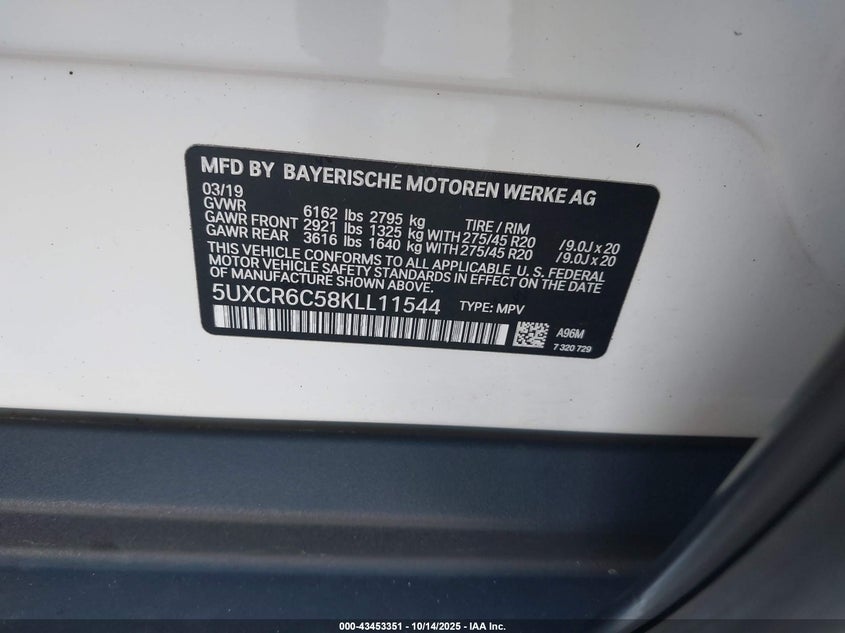 MFD BY BAYERISCHE MOTOREN WERKE AG
03/19
GVWR 6162 lbs 2795 kg TIRE / RIM
GAWR FRONT 2921 lbs 1325 kg WITH 275/45 R20 /9.0J x 20
GAWR REAR 3616 lbs 1640 kg WITH 275/45 R20 /9.0J x 20
THIS VEHICLE CONFORMS TO ALL APPLICABLE U. S. FEDERAL
MOTOR VEHICLE SAFETY STANDARDS IN EFFECT ON THE DATE
OF MANUFACTURE SHOWN ABOVE.
5UXCR6C58KLL11544 TYPE: MPV
A96M
7 320 729
000-43453351 | 10/14/2025 - IAA Inc.